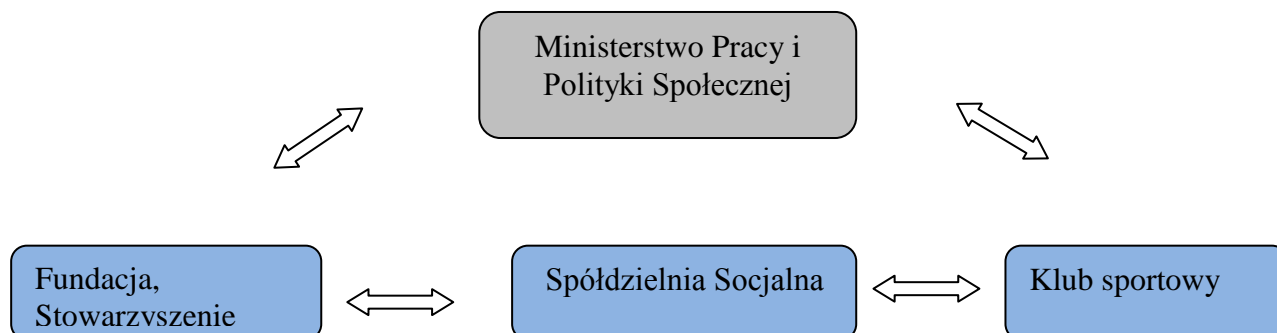 Ministerstwo Pracy i
Polityki Społecznej
Fundacja,
Stowarzyszenie
Spółdzielnia Socjalna
Klub sportowy